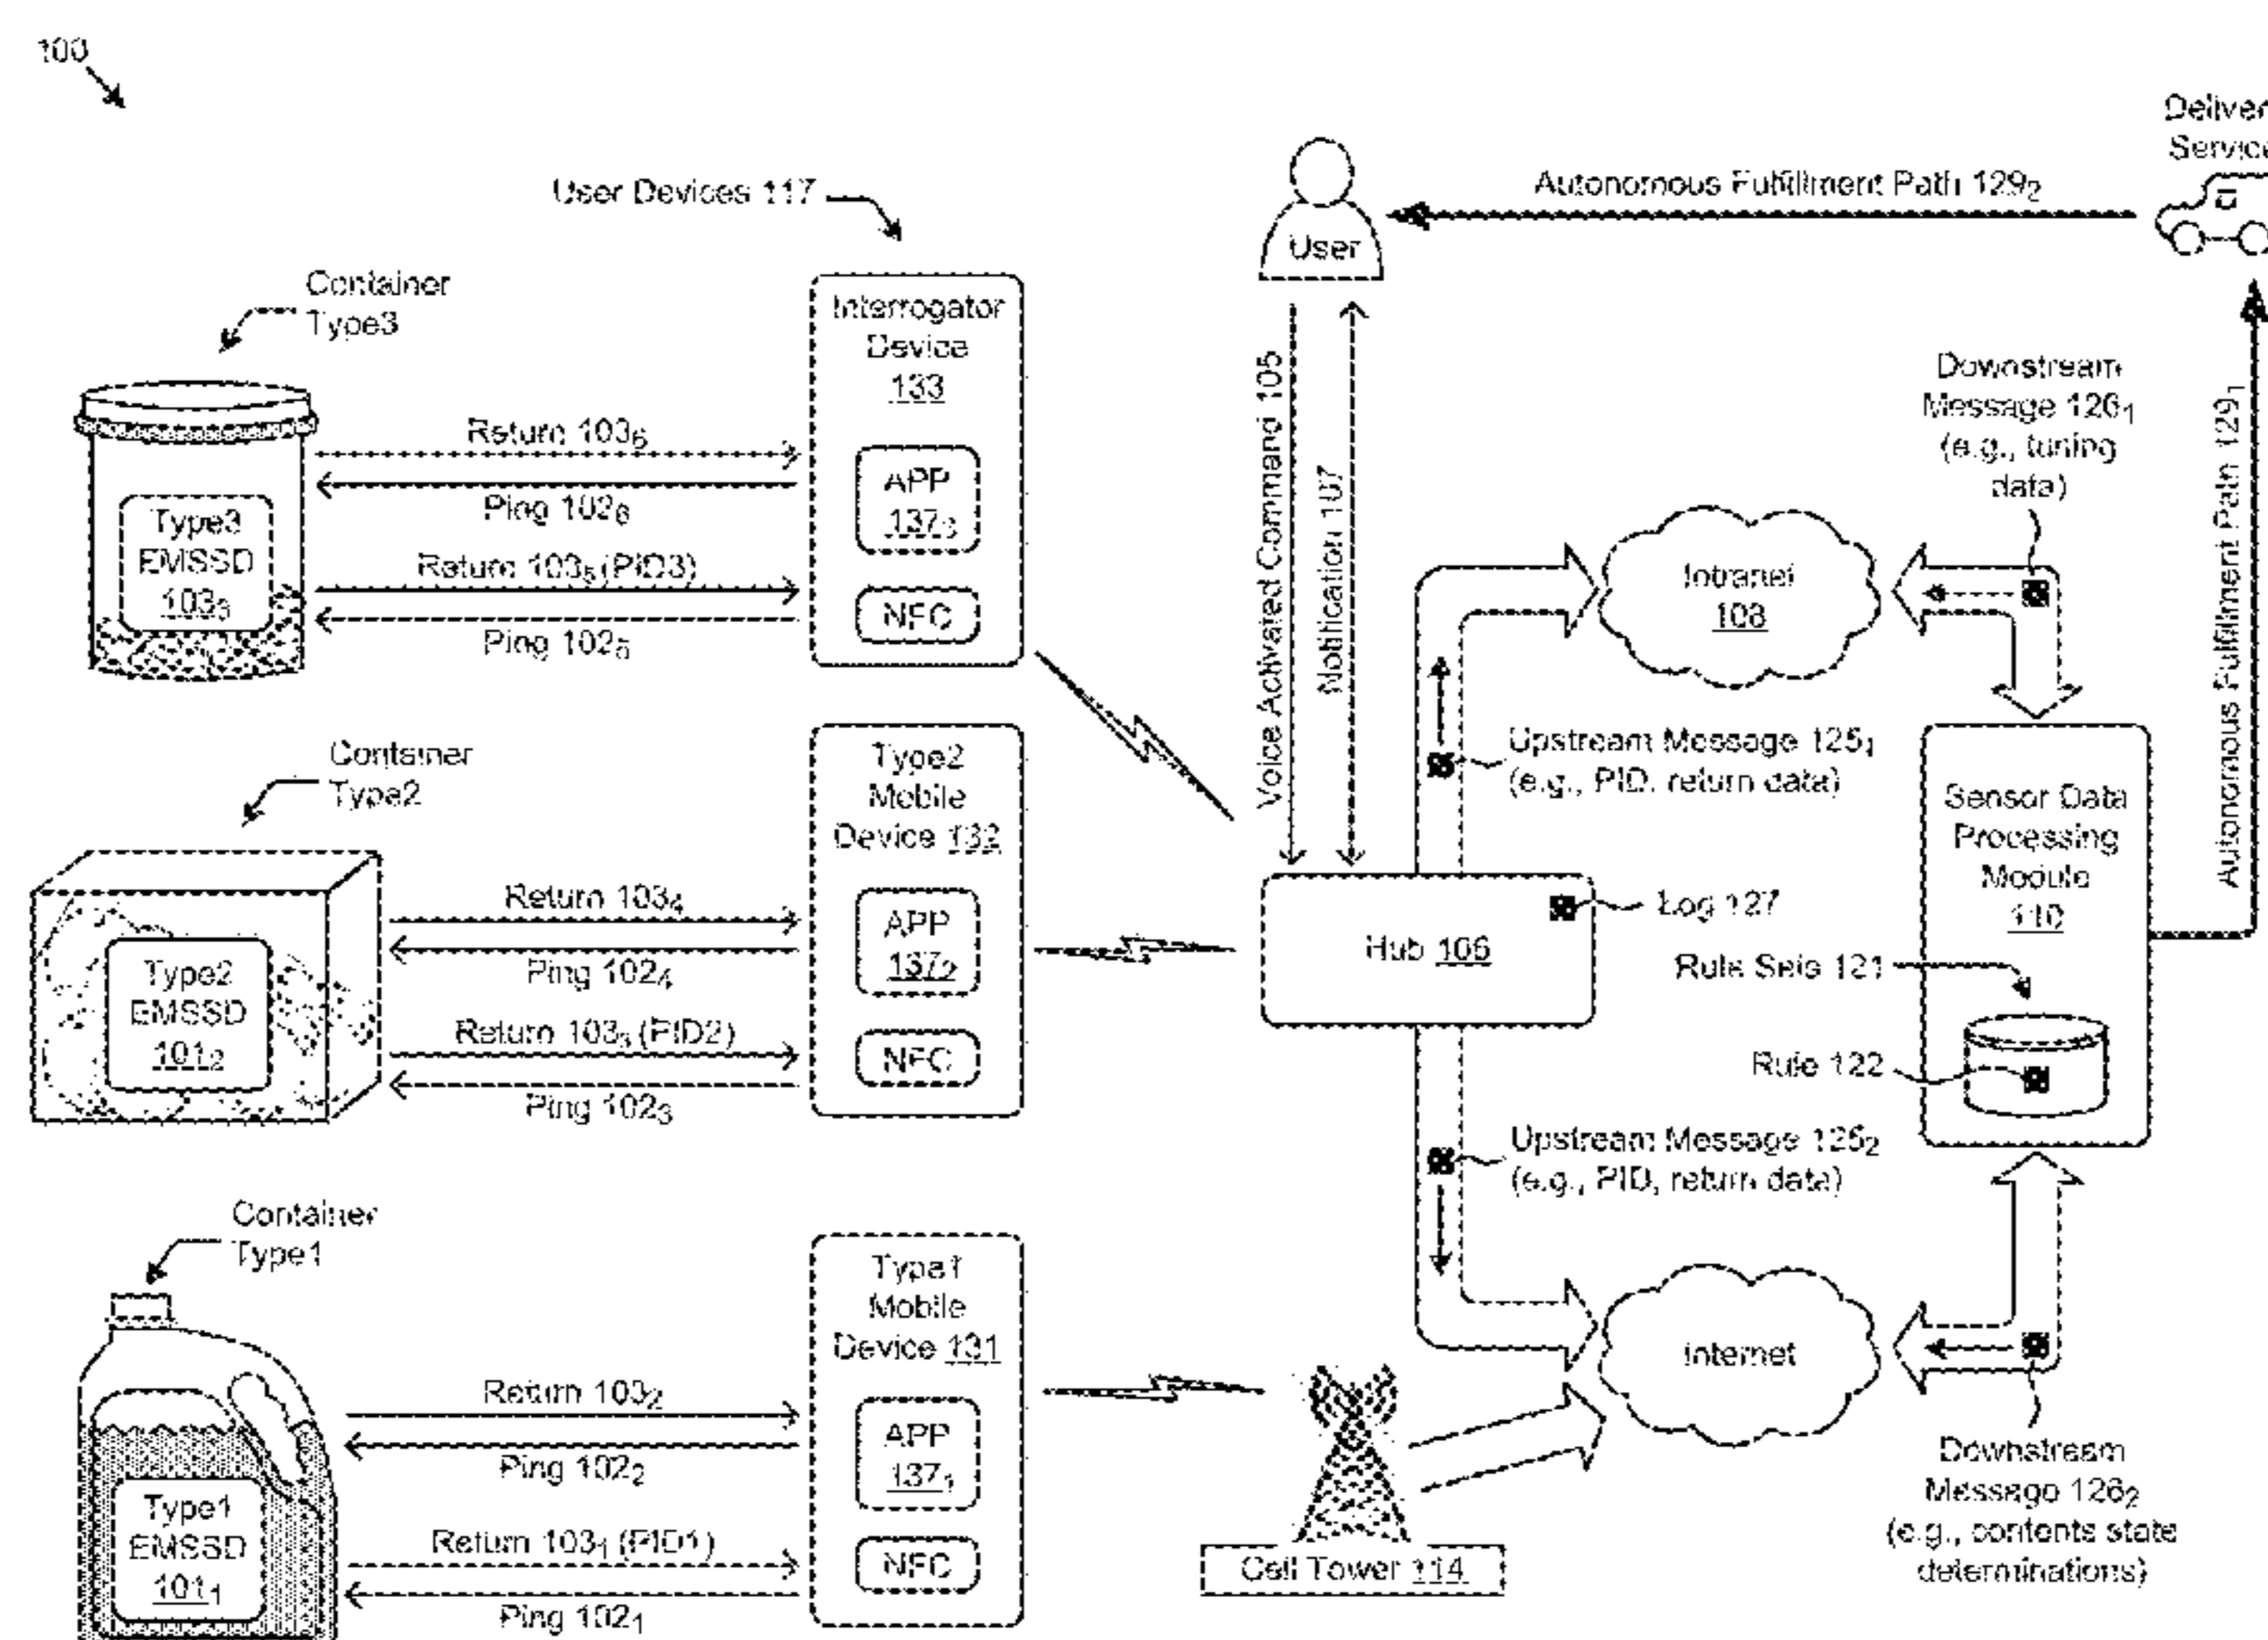 100
User Devices 117
Container
Type3
Type3
EMSSD
103₃
Return 103₆
Ping 102₆
Return 103₅ (PID3)
Ping 102₅
Interrogator
Device
133
APP
137₃
NFC
Container
Type2
Type2
EMSSD
101₂
Return 103₄
Ping 102₄
Return 103₃ (PID2)
Ping 102₃
Type2
Mobile
Device 132
APP
137₂
NFC
Container
Type1
Type1
EMSSD
101₁
Return 103₂
Ping 102₂
Return 103₁ (PID1)
Ping 102₁
Type1
Mobile
Device 131
APP
137₁
NFC
User
Autonomous Fulfillment Path 129₂
Deliver
Service
Voice Activated Command 105
Notification 107
Intranet
108
Downstream
Message 126₁
(e.g., tuning
data)
Autonomous Fulfillment Path 129₁
Upstream Message 125₁
(e.g., PID, return data)
Hub 106
Log 127
Sensor Data
Processing
Module
110
Rule Sets 121
Rule 122
Upstream Message 125₂
(e.g., PID, return data)
Internet
Cell Tower 114
Downstream
Message 126₂
(e.g., contents state
determinations)